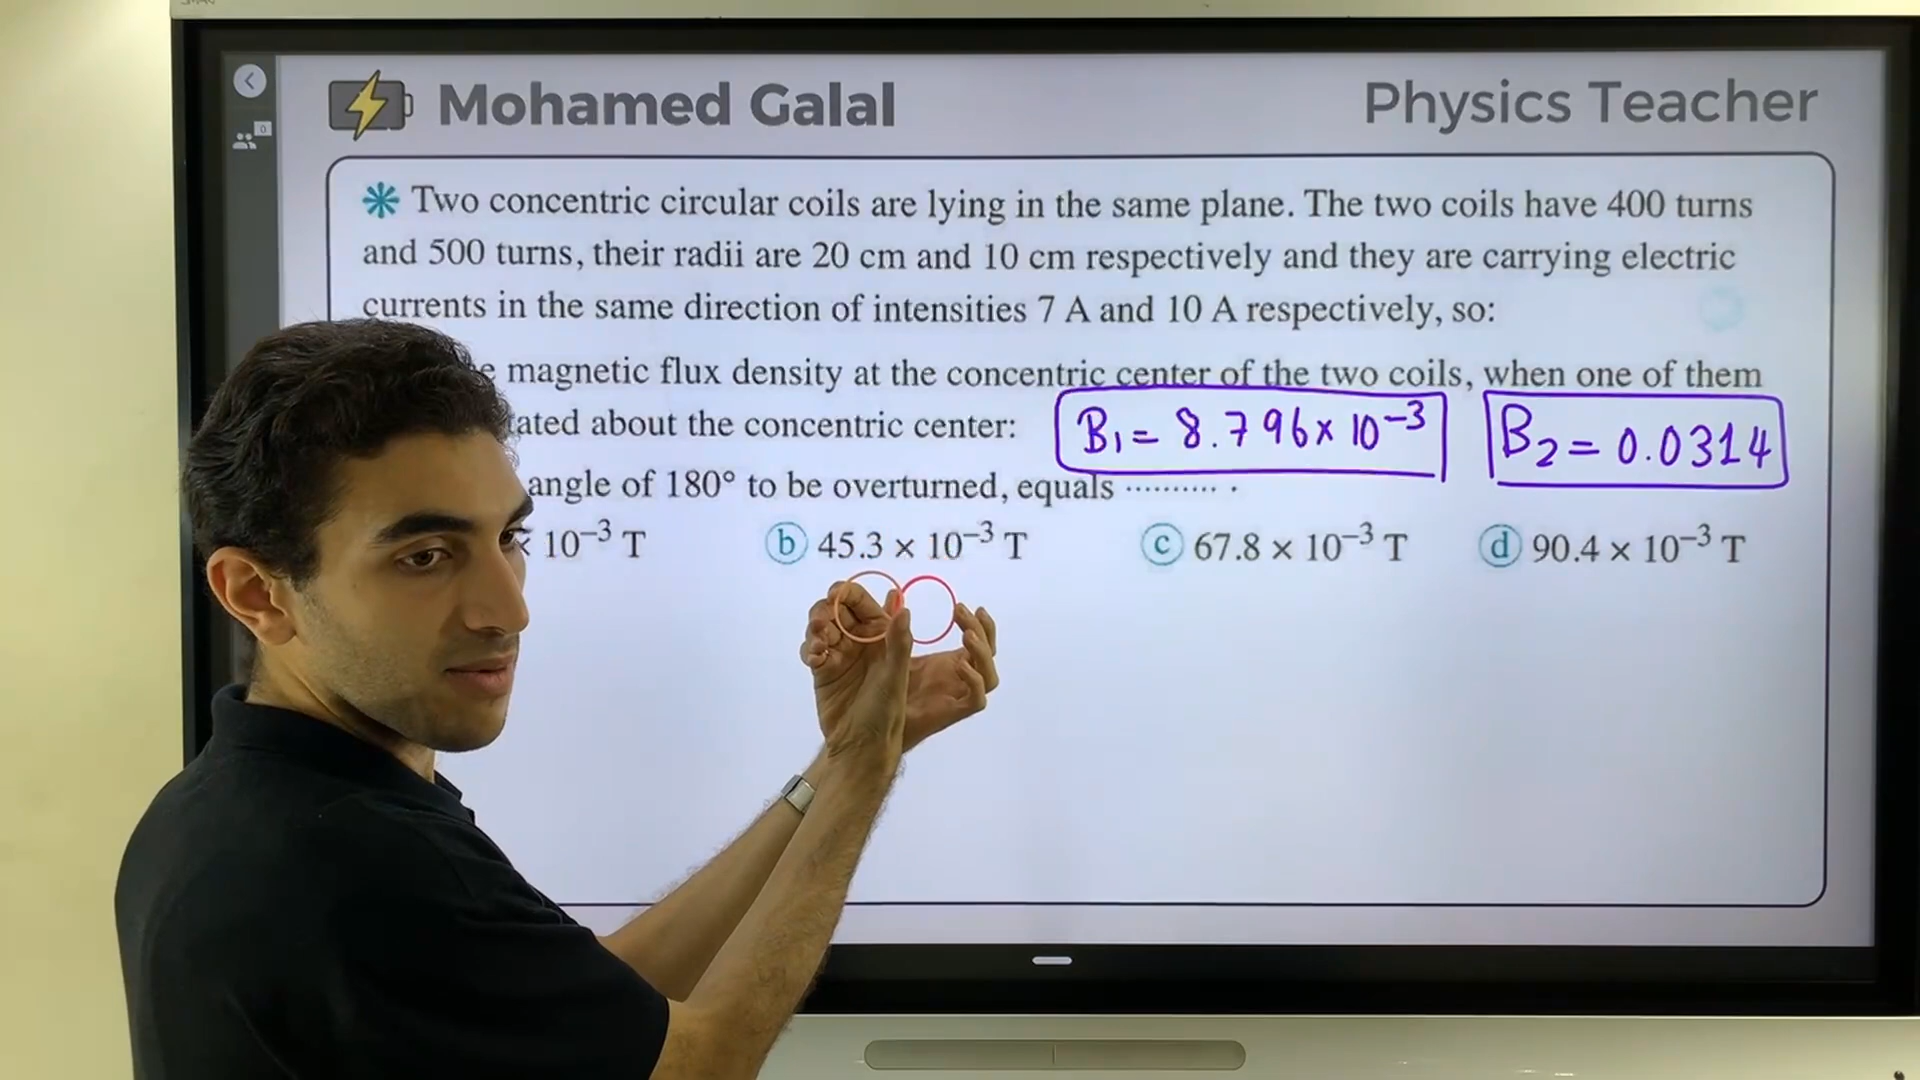 Mohamed Galal
Physics Teacher
0
Two concentric circular coils are lying in the same plane. The two coils have 400 turns
and 500 turns, their radii are 20 cm and 10 cm respectively and they are carrying electric
currents in the same direction of intensities 7 A and 10 A respectively, so:
magnetic flux density at the concentric center of the two coils, when one of them
about the concentric center:
B₁ = 8.796 × 10⁻³
B₂ = 0.0314
angle of 180° to be overturned, equals .......... .
10⁻³ T
b 45.3 × 10⁻³ T
c 67.8 × 10⁻³ T
d 90.4 × 10⁻³ T